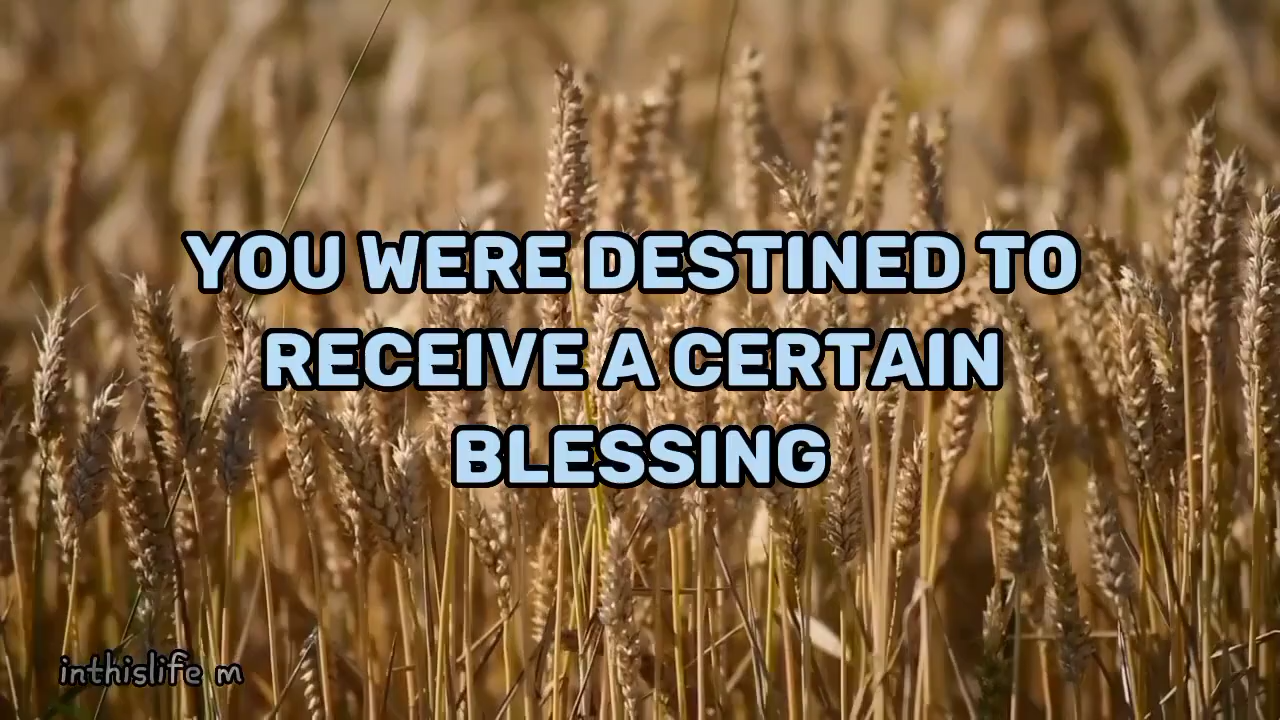 YOU WERE DESTINED TO
RECEIVE A CERTAIN
BLESSING
inthislife m